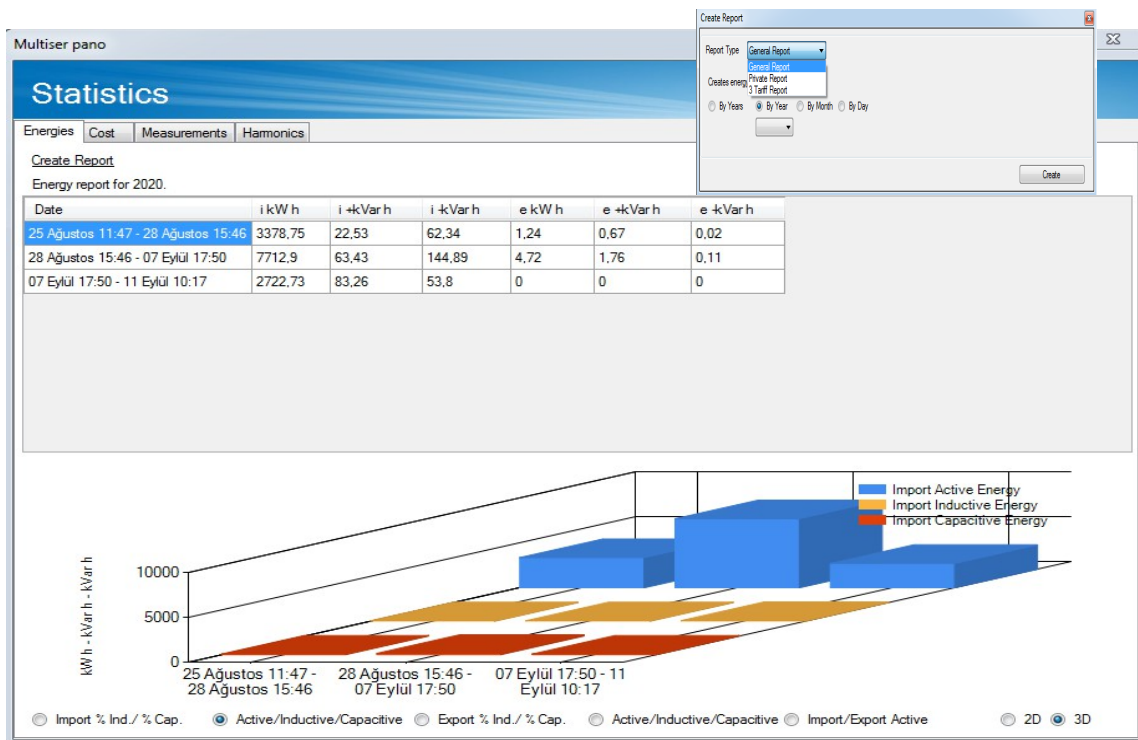 Create Report
Report Type General Report
General Report
Private Report
3 Tariff Report
Creates energ
By Years By Year By Month By Day
Create
Multiser pano
Statistics
Energies Cost Measurements Harmonics
Create Report
Energy report for 2020.
Date i kW h i +kVar h i -kVar h e kW h e +kVar h e -kVar h
25 Ağustos 11:47 - 28 Ağustos 15:46 3378,75 22,53 62,34 1,24 0,67 0,02
28 Ağustos 15:46 - 07 Eylül 17:50 7712,9 63,43 144,89 4,72 1,76 0,11
07 Eylül 17:50 - 11 Eylül 10:17 2722,73 83,26 53,8 0 0 0
Import Active Energy
Import Inductive Energy
Import Capacitive Energy
kW h - kVar h - kVar h
10000
5000
0
25 Ağustos 11:47 - 28 Ağustos 15:46
28 Ağustos 15:46 - 07 Eylül 17:50
07 Eylül 17:50 - 11 Eylül 10:17
Import % Ind./ % Cap. Active/Inductive/Capacitive Export % Ind./ % Cap. Active/Inductive/Capacitive Import/Export Active 2D 3D